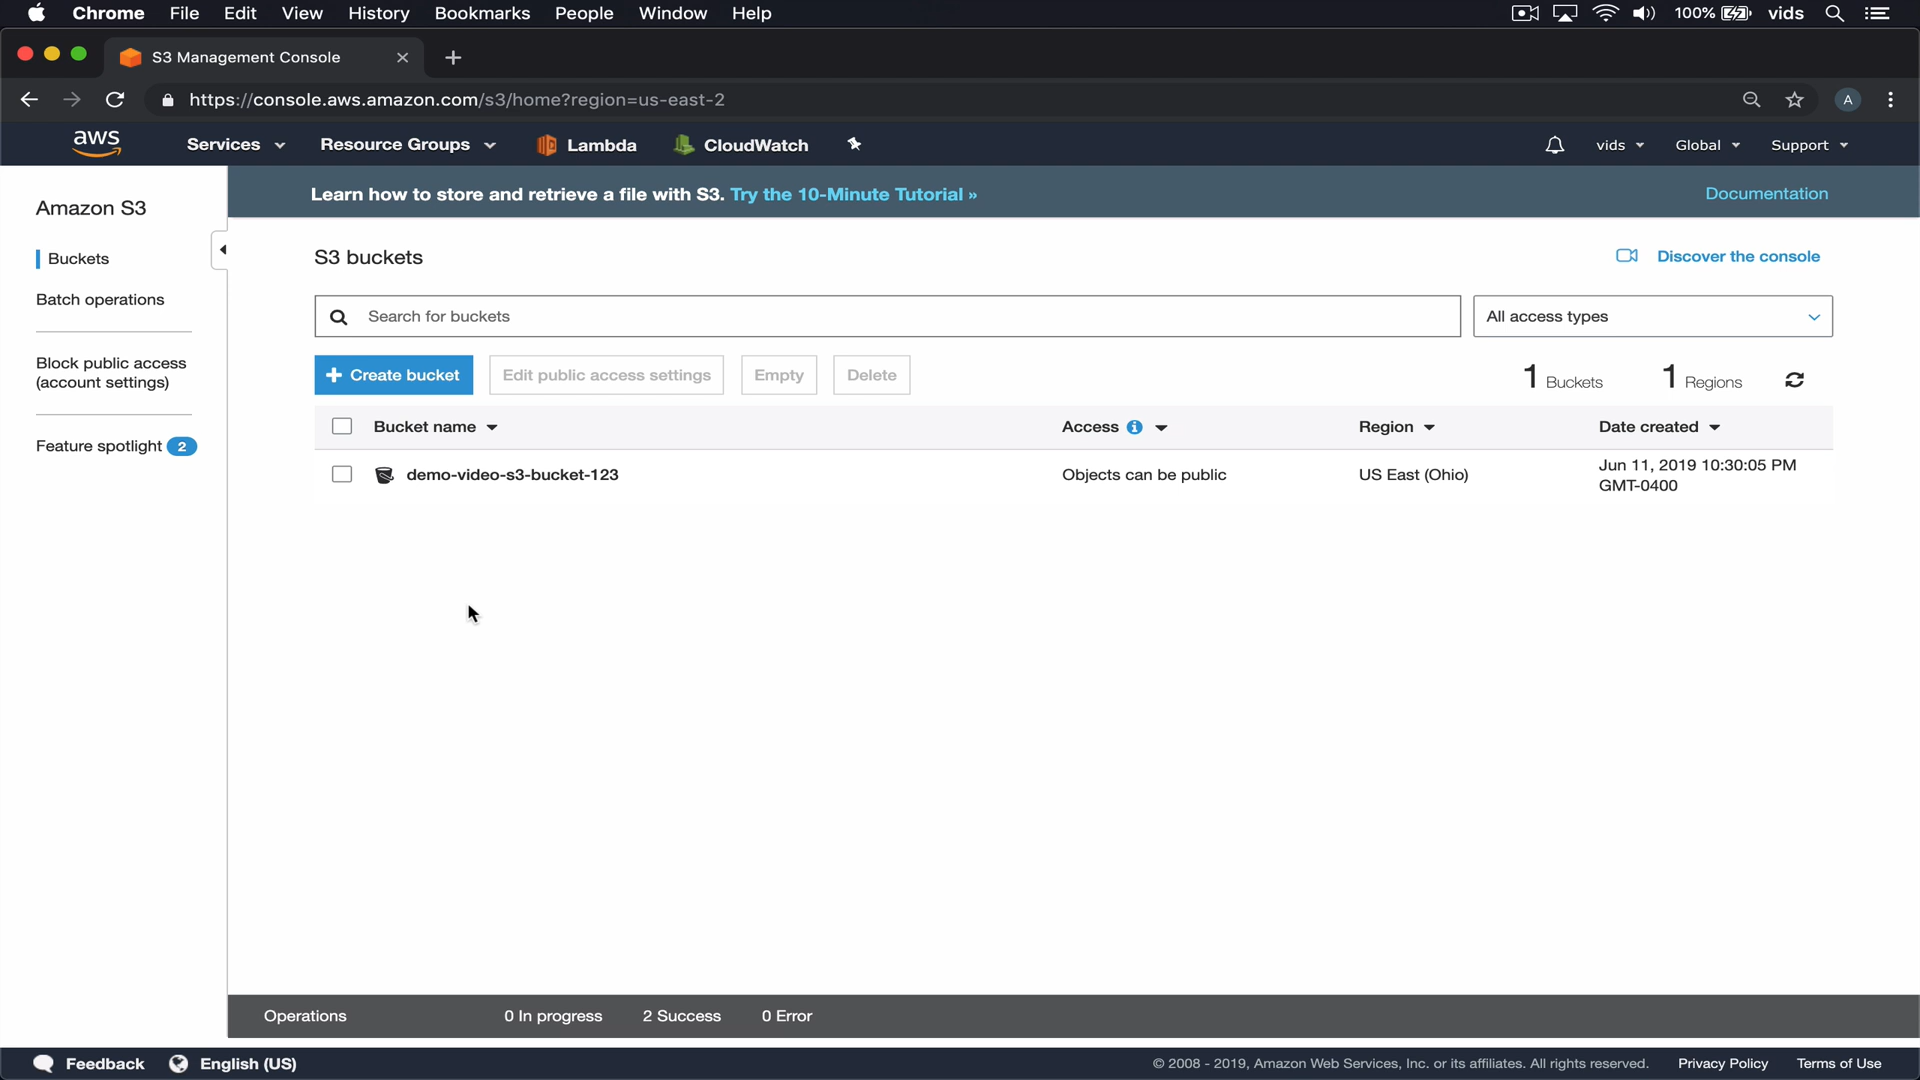 Chrome File Edit View History Bookmarks People Window Help 100% vids
S3 Management Console
https://console.aws.amazon.com/s3/home?region=us-east-2 A
aws Services Resource Groups Lambda CloudWatch vids Global Support
Learn how to store and retrieve a file with S3. Try the 10-Minute Tutorial » Documentation
Amazon S3
Buckets
Batch operations
Block public access
(account settings)
Feature spotlight 2
S3 buckets Discover the console
Search for buckets All access types
Create bucket Edit public access settings Empty Delete 1 Buckets 1 Regions
Bucket name Access Region Date created
demo-video-s3-bucket-123 Objects can be public US East (Ohio) Jun 11, 2019 10:30:05 PM
GMT-0400
Operations 0 In progress 2 Success 0 Error
Feedback English (US) © 2008 - 2019, Amazon Web Services, Inc. or its affiliates. All rights reserved. Privacy Policy Terms of Use